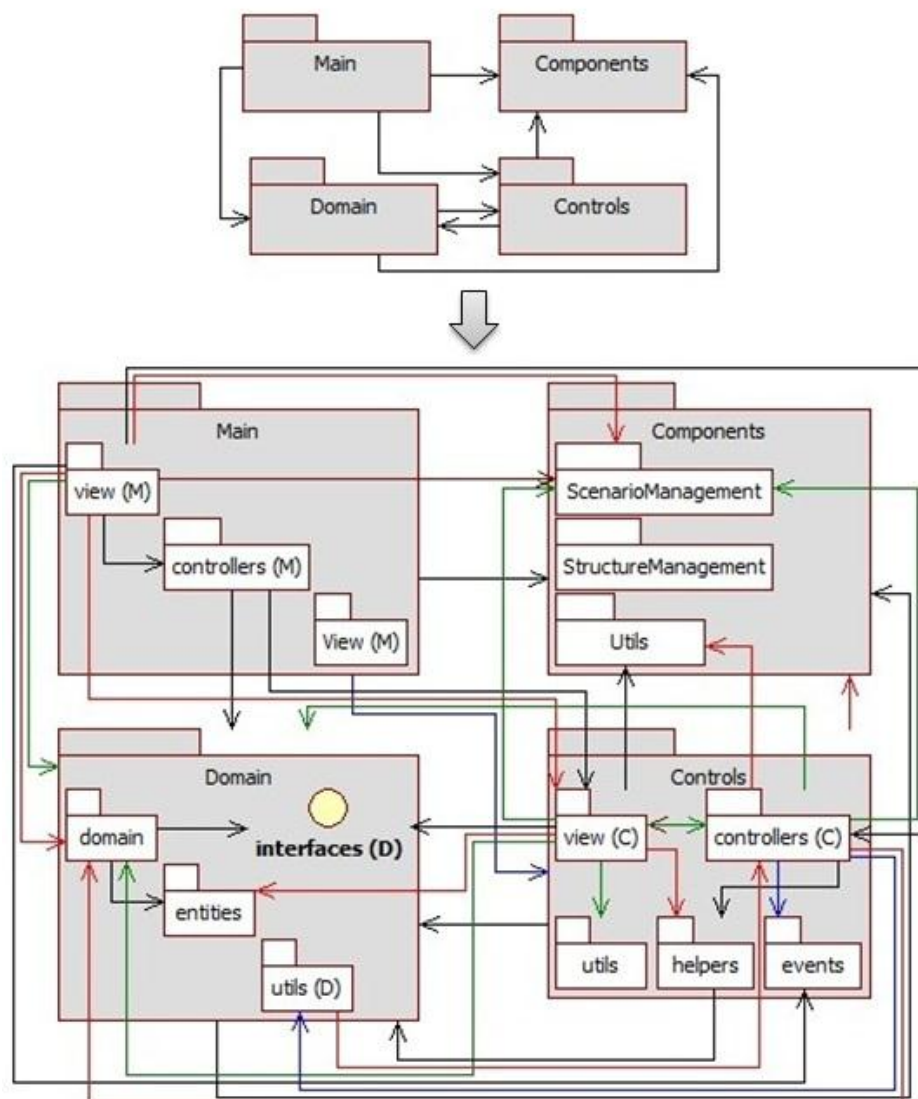 Main
Components
Domain
Controls
Main
Components
view (M)
ScenarioManagement
controllers (M)
StructureManagement
View (M)
Utils
Domain
Controls
domain
interfaces (D)
view (C)
controllers (C)
entities
utils (D)
utils
helpers
events